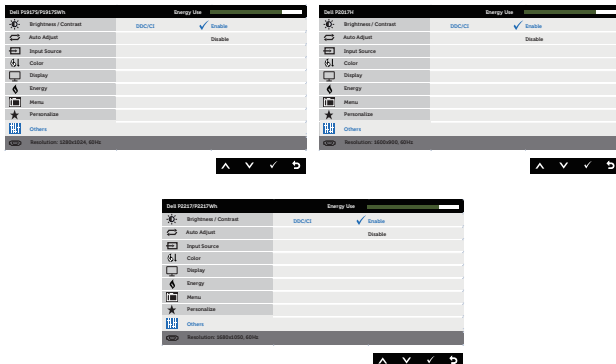 Dell P1917S/P1917SWh Energy Use
Brightness / Contrast DDC/CI Enable
Auto Adjust Disable
Input Source
Color
Display
Energy
Menu
Personalize
Others
Resolution: 1280x1024, 60Hz
Dell P2017H Energy Use
Brightness / Contrast DDC/CI Enable
Auto Adjust Disable
Input Source
Color
Display
Energy
Menu
Personalize
Others
Resolution: 1600x900, 60Hz
Dell P2217/P2217Wh Energy Use
Brightness / Contrast DDC/CI Enable
Auto Adjust Disable
Input Source
Color
Display
Energy
Menu
Personalize
Others
Resolution: 1680x1050, 60Hz